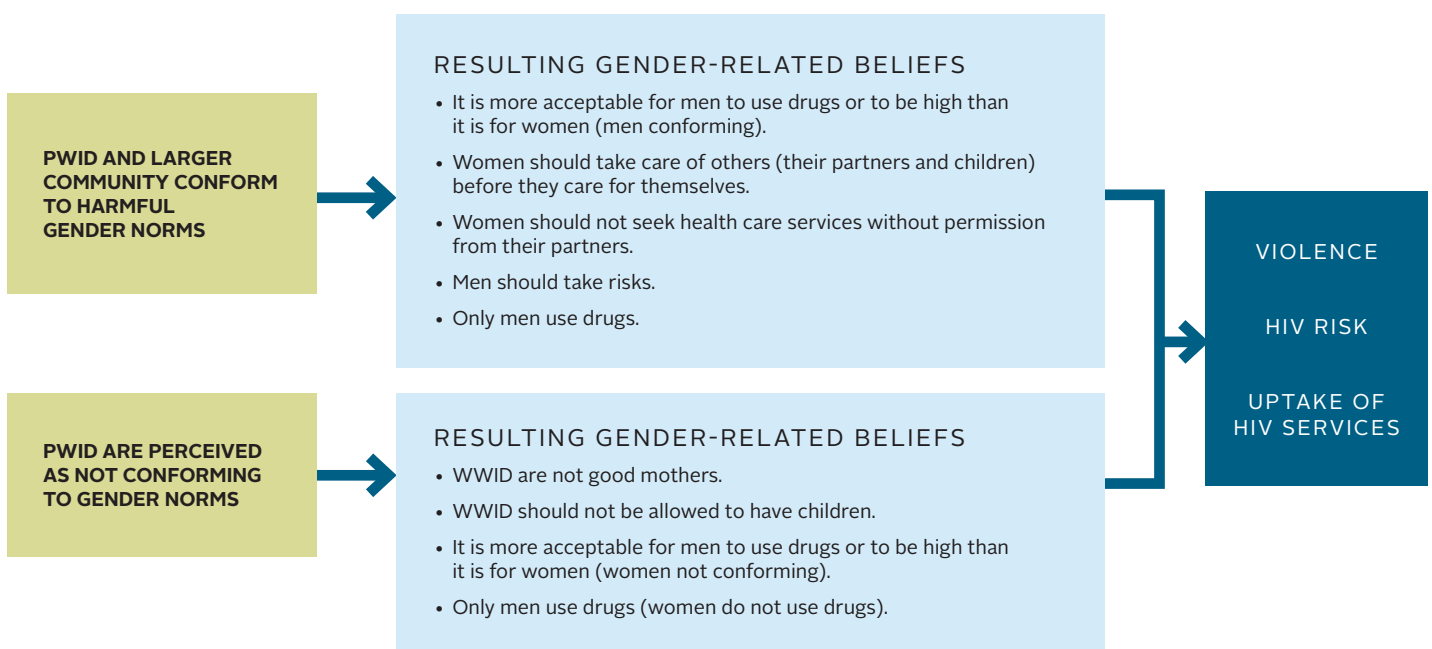 PWID AND LARGER
COMMUNITY CONFORM
TO HARMFUL
GENDER NORMS
RESULTING GENDER-RELATED BELIEFS
• It is more acceptable for men to use drugs or to be high than
it is for women (men conforming).
• Women should take care of others (their partners and children)
before they care for themselves.
• Women should not seek health care services without permission
from their partners.
• Men should take risks.
• Only men use drugs.
PWID ARE PERCEIVED
AS NOT CONFORMING
TO GENDER NORMS
RESULTING GENDER-RELATED BELIEFS
• WWID are not good mothers.
• WWID should not be allowed to have children.
• It is more acceptable for men to use drugs or to be high than
it is for women (women not conforming).
• Only men use drugs (women do not use drugs).
VIOLENCE
HIV RISK
UPTAKE OF
HIV SERVICES